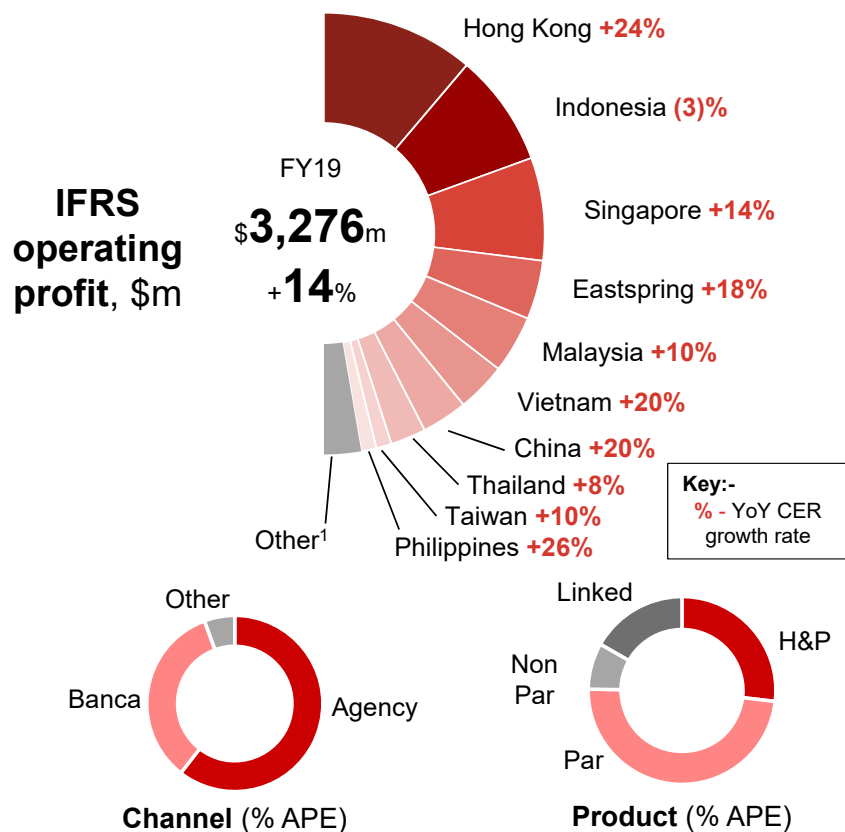 Hong Kong +24%
Indonesia (3)%
FY19
IFRS
operating
profit, $m
$3,276m
+14%
Singapore +14%
Eastspring +18%
Malaysia +10%
Vietnam +20%
China +20%
Thailand +8%
Taiwan +10%
Philippines +26%
Other¹
Key:-
% - YoY CER
growth rate
Other
Banca
Agency
Channel (% APE)
Linked
H&P
Non
Par
Par
Product (% APE)